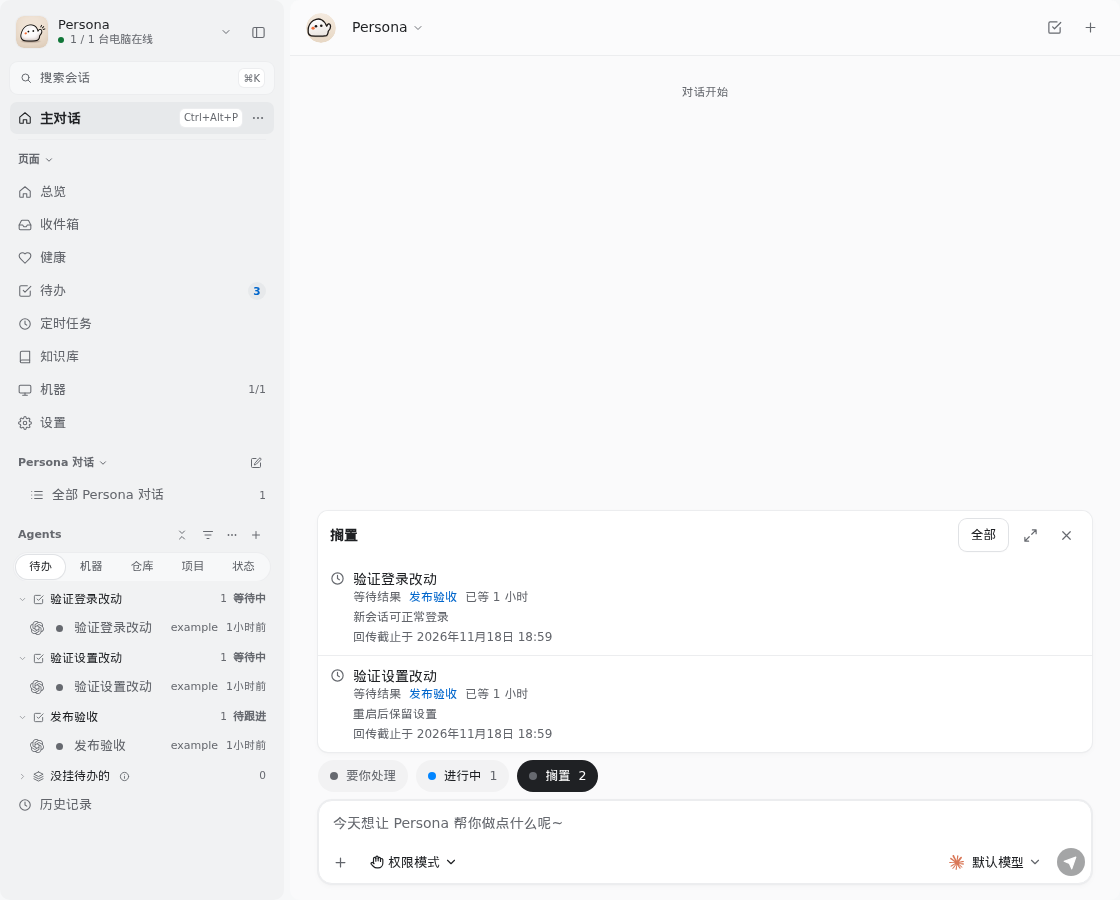 Persona
1 / 1 台电脑在线
搜索会话
⌘K
主对话
Ctrl+Alt+P
页面
总览
收件箱
健康
待办
3
定时任务
知识库
机器
1/1
设置
Persona 对话
全部 Persona 对话
1
Agents
待办
机器
仓库
项目
状态
验证登录改动
1 等待中
验证登录改动
example 1小时前
验证设置改动
1 等待中
验证设置改动
example 1小时前
发布验收
1 待跟进
发布验收
example 1小时前
没挂待办的
0
历史记录
Persona
对话开始
搁置
全部
验证登录改动
等待结果 发布验收 已等 1 小时
新会话可正常登录
回传截止于 2026年11月18日 18:59
验证设置改动
等待结果 发布验收 已等 1 小时
重启后保留设置
回传截止于 2026年11月18日 18:59
要你处理
进行中 1
搁置 2
今天想让 Persona 帮你做点什么呢~
权限模式
默认模型